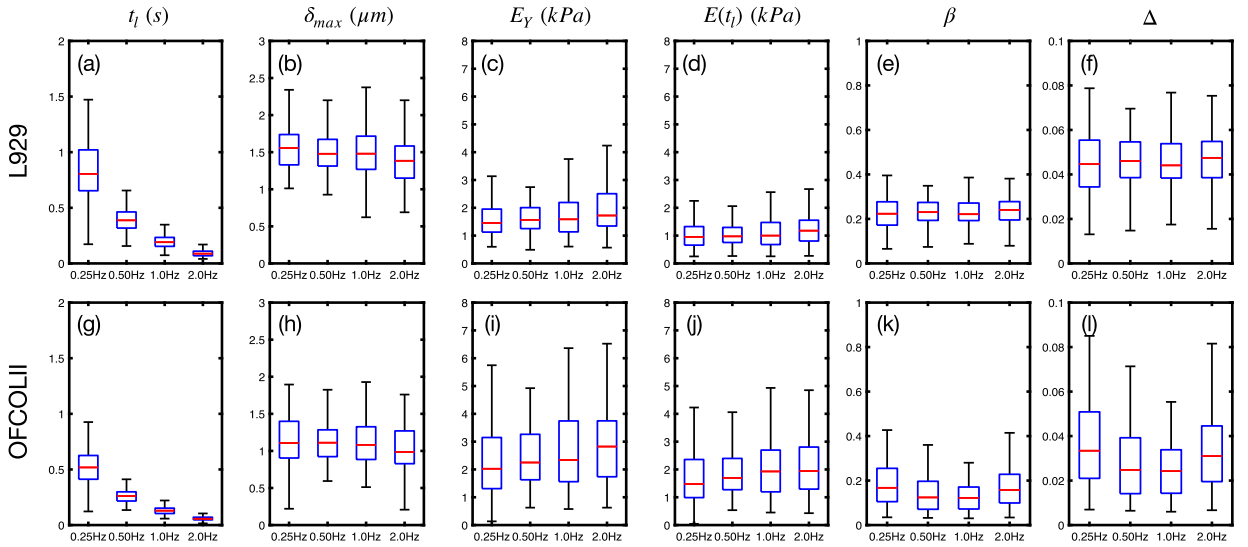 t_l (s) δ_max (μm) E_Y (kPa) E(t_l) (kPa) β Δ
L929
(a) (b) (c) (d) (e) (f)
2 3 8 8 1 0.1
2.5 7 7
1.5 6 6 0.8 0.08
2 5 5 0.6 0.06
1 1.5 4 4
1 3 3 0.4 0.04
0.5 2 2
0.5 1 1 0.2 0.02
0 0 0 0 0 0
0.25Hz 0.50Hz 1.0Hz 2.0Hz 0.25Hz 0.50Hz 1.0Hz 2.0Hz 0.25Hz 0.50Hz 1.0Hz 2.0Hz 0.25Hz 0.50Hz 1.0Hz 2.0Hz 0.25Hz 0.50Hz 1.0Hz 2.0Hz 0.25Hz 0.50Hz 1.0Hz 2.0Hz
OFCOLII
(g) (h) (i) (j) (k) (l)
2 3 8 8 1 0.1
2.5 7 7
1.5 6 6 0.8 0.08
2 5 5 0.6 0.06
1 1.5 4 4
1 3 3 0.4 0.04
0.5 2 2
0.5 1 1 0.2 0.02
0 0 0 0 0 0
0.25Hz 0.50Hz 1.0Hz 2.0Hz 0.25Hz 0.50Hz 1.0Hz 2.0Hz 0.25Hz 0.50Hz 1.0Hz 2.0Hz 0.25Hz 0.50Hz 1.0Hz 2.0Hz 0.25Hz 0.50Hz 1.0Hz 2.0Hz 0.25Hz 0.50Hz 1.0Hz 2.0Hz